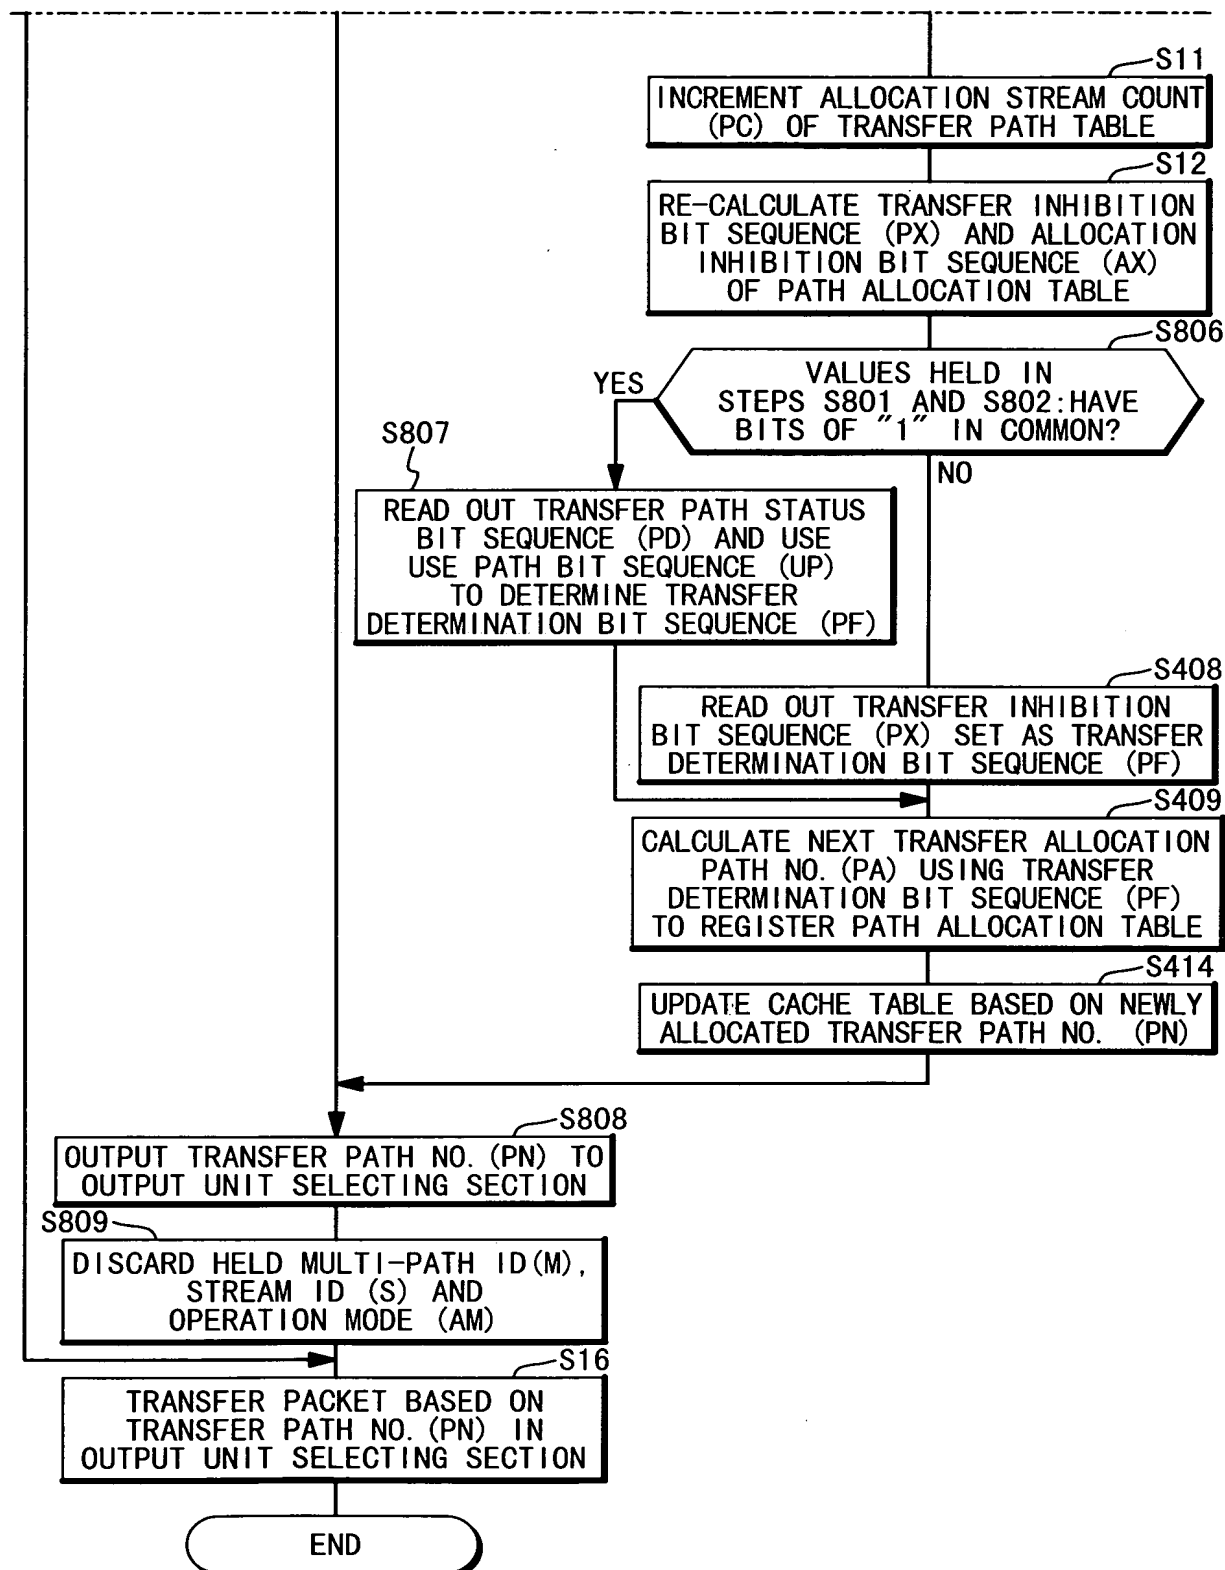 S11
INCREMENT ALLOCATION STREAM COUNT
(PC) OF TRANSFER PATH TABLE
S12
RE-CALCULATE TRANSFER INHIBITION
BIT SEQUENCE (PX) AND ALLOCATION
INHIBITION BIT SEQUENCE (AX)
OF PATH ALLOCATION TABLE
S806
VALUES HELD IN
STEPS S801 AND S802:HAVE
BITS OF "1" IN COMMON?
YES
NO
S807
READ OUT TRANSFER PATH STATUS
BIT SEQUENCE (PD) AND USE
USE PATH BIT SEQUENCE (UP)
TO DETERMINE TRANSFER
DETERMINATION BIT SEQUENCE (PF)
S408
READ OUT TRANSFER INHIBITION
BIT SEQUENCE (PX) SET AS TRANSFER
DETERMINATION BIT SEQUENCE (PF)
S409
CALCULATE NEXT TRANSFER ALLOCATION
PATH NO. (PA) USING TRANSFER
DETERMINATION BIT SEQUENCE (PF)
TO REGISTER PATH ALLOCATION TABLE
S414
UPDATE CACHE TABLE BASED ON NEWLY
ALLOCATED TRANSFER PATH NO. (PN)
S808
OUTPUT TRANSFER PATH NO. (PN) TO
OUTPUT UNIT SELECTING SECTION
S809
DISCARD HELD MULTI-PATH ID(M),
STREAM ID (S) AND
OPERATION MODE (AM)
S16
TRANSFER PACKET BASED ON
TRANSFER PATH NO. (PN) IN
OUTPUT UNIT SELECTING SECTION
END